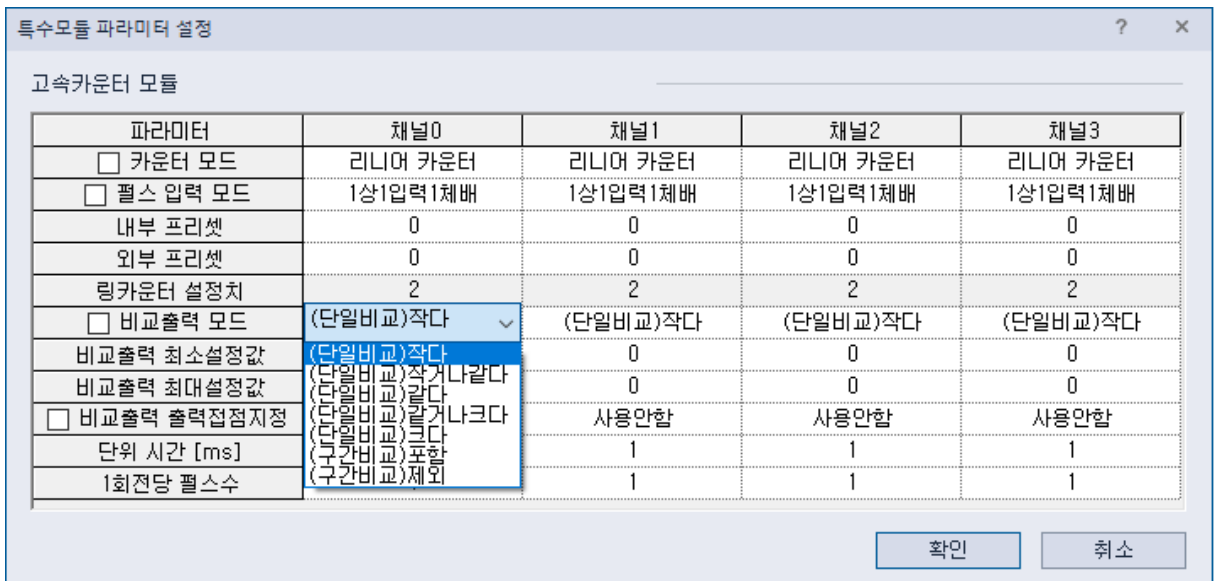 특수모듈 파라미터 설정 ? ×
고속카운터 모듈
파라미터 채널0 채널1 채널2 채널3
카운터 모드 리니어 카운터 리니어 카운터 리니어 카운터 리니어 카운터
펄스 입력 모드 1상1입력1체배 1상1입력1체배 1상1입력1체배 1상1입력1체배
내부 프리셋 0 0 0 0
외부 프리셋 0 0 0 0
링카운터 설정치 2 2 2 2
비교출력 모드 (단일비교)작다 (단일비교)작다 (단일비교)작다 (단일비교)작다
비교출력 최소설정값 (단일비교)작다 0 0 0
(단일비교)작거나같다
비교출력 최대설정값 (단일비교)같다 0 0 0
비교출력 출력접점지정 (단일비교)같거나크다 사용안함 사용안함 사용안함
(단일비교)크다
단위 시간 [ms] (구간비교)포함 1 1 1
1회전당 펄스수 (구간비교)제외 1 1 1
확인 취소